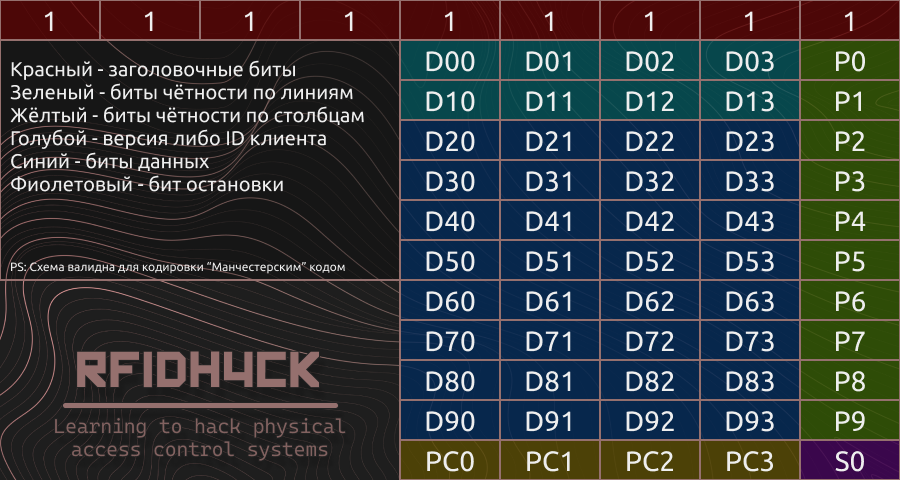 1 1 1 1 1 1 1 1 1
Красный - заголовочные биты
Зеленый - биты чётности по линиям
Жёлтый - биты чётности по столбцам
Голубой - версия либо ID клиента
Синий - биты данных
Фиолетовый - бит остановки
PS: Схема валидна для кодировки “Манчестерским” кодом
RFIDH4CK
Learning to hack physical
access control systems
D00 D01 D02 D03 P0
D10 D11 D12 D13 P1
D20 D21 D22 D23 P2
D30 D31 D32 D33 P3
D40 D41 D42 D43 P4
D50 D51 D52 D53 P5
D60 D61 D62 D63 P6
D70 D71 D72 D73 P7
D80 D81 D82 D83 P8
D90 D91 D92 D93 P9
PC0 PC1 PC2 PC3 S0